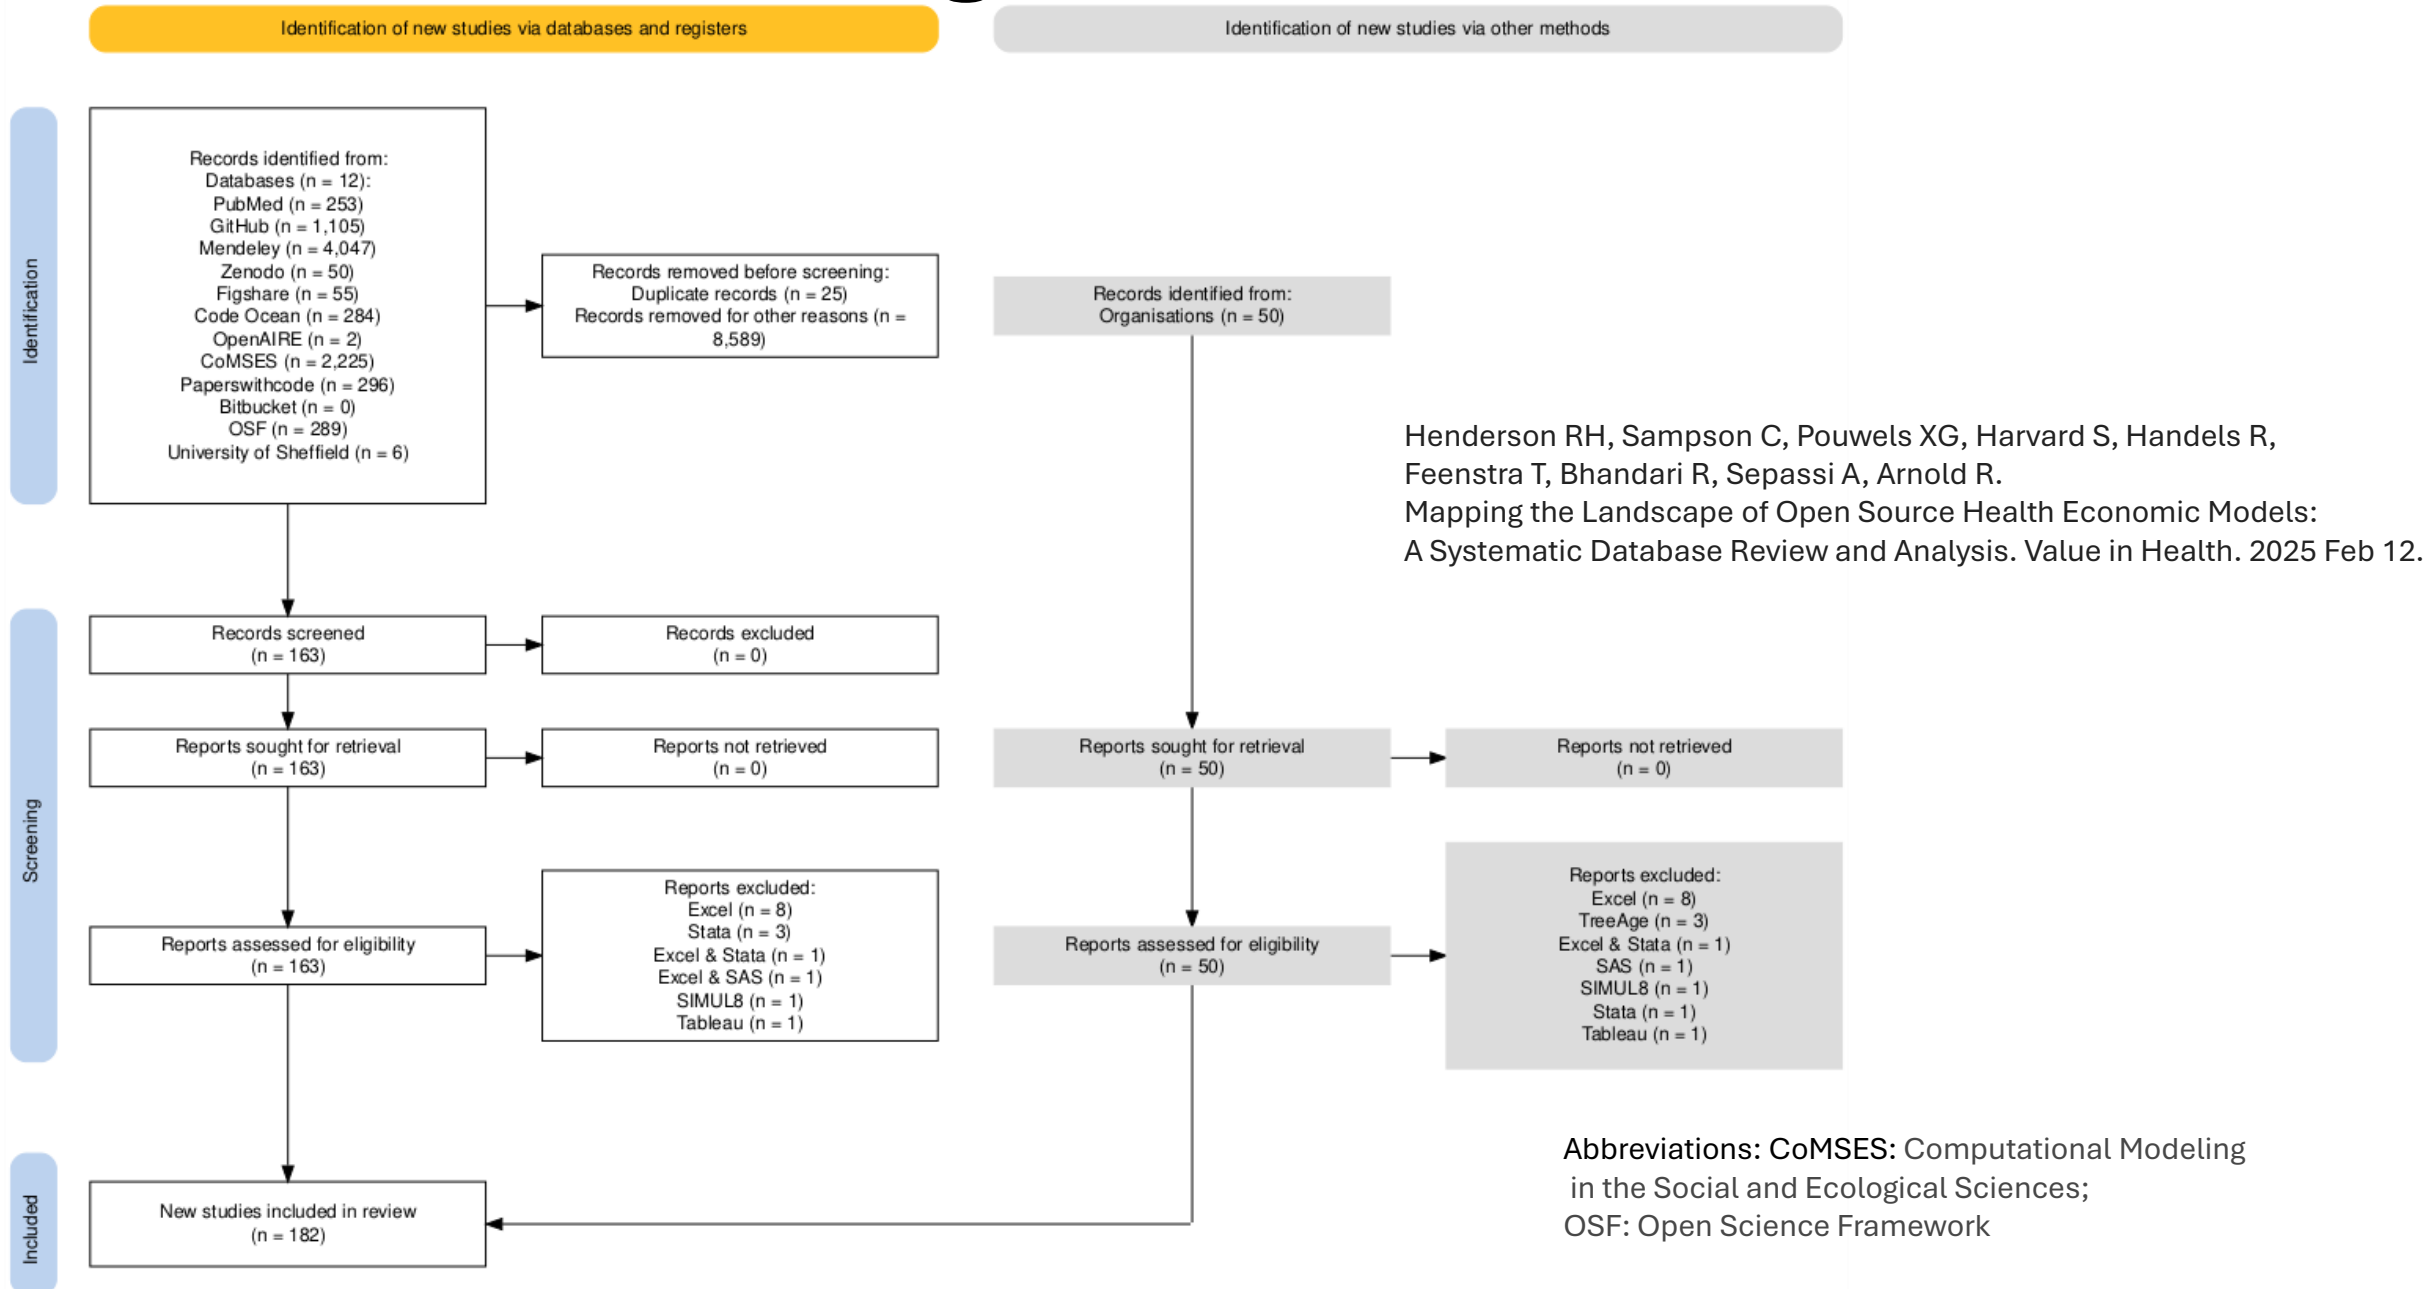 Identification of new studies via databases and registers
Identification of new studies via other methods
Identification
Records identified from:
Databases (n = 12):
PubMed (n = 253)
GitHub (n = 1,105)
Mendeley (n = 4,047)
Zenodo (n = 50)
Figshare (n = 55)
Code Ocean (n = 284)
OpenAIRE (n = 2)
CoMSES (n = 2,225)
Paperswithcode (n = 296)
Bitbucket (n = 0)
OSF (n = 289)
University of Sheffield (n = 6)
Records removed before screening:
Duplicate records (n = 25)
Records removed for other reasons (n =
8,589)
Records identified from:
Organisations (n = 50)
Henderson RH, Sampson C, Pouwels XG, Harvard S, Handels R,
Feenstra T, Bhandari R, Sepassi A, Arnold R.
Mapping the Landscape of Open Source Health Economic Models:
A Systematic Database Review and Analysis. Value in Health. 2025 Feb 12.
Screening
Records screened
(n = 163)
Records excluded
(n = 0)
Reports sought for retrieval
(n = 163)
Reports not retrieved
(n = 0)
Reports sought for retrieval
(n = 50)
Reports not retrieved
(n = 0)
Reports assessed for eligibility
(n = 163)
Reports excluded:
Excel (n = 8)
Stata (n = 3)
Excel & Stata (n = 1)
Excel & SAS (n = 1)
SIMUL8 (n = 1)
Tableau (n = 1)
Reports assessed for eligibility
(n = 50)
Reports excluded:
Excel (n = 8)
TreeAge (n = 3)
Excel & Stata (n = 1)
SAS (n = 1)
SIMUL8 (n = 1)
Stata (n = 1)
Tableau (n = 1)
Included
New studies included in review
(n = 182)
Abbreviations: CoMSES: Computational Modeling
in the Social and Ecological Sciences;
OSF: Open Science Framework